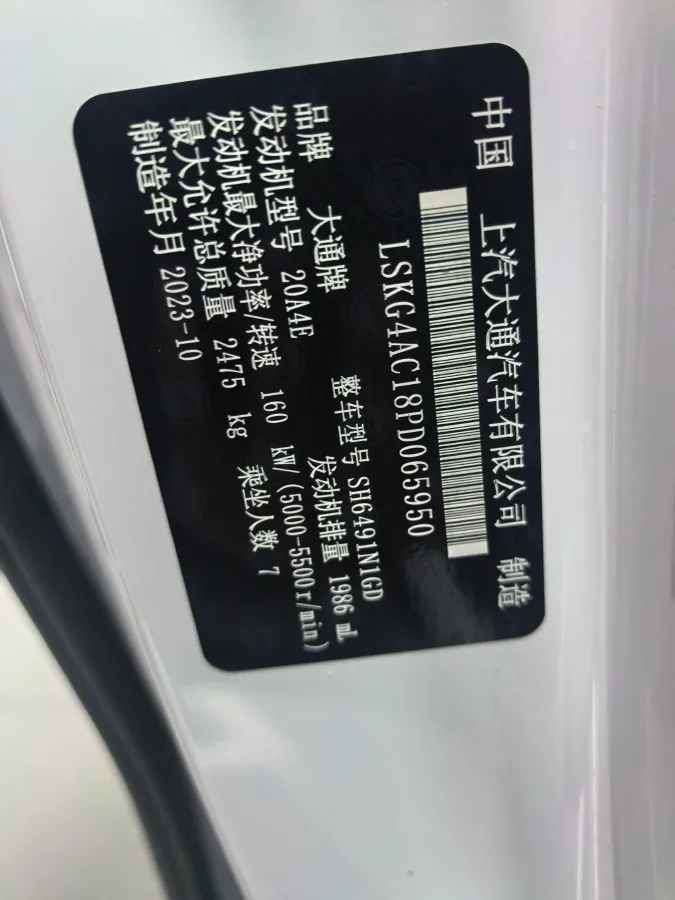 中国 上汽大通汽车有限公司 制造
LSKG4AC18PD065950
品牌 大通牌 整车型号 SH6491N1GD
发动机型号 20A4E 发动机排量 1986 mL
发动机最大净功率/转速 160 kW/(5000-5500r/min)
最大允许总质量 2475 kg 乘坐人数 7
制造年月 2023-10